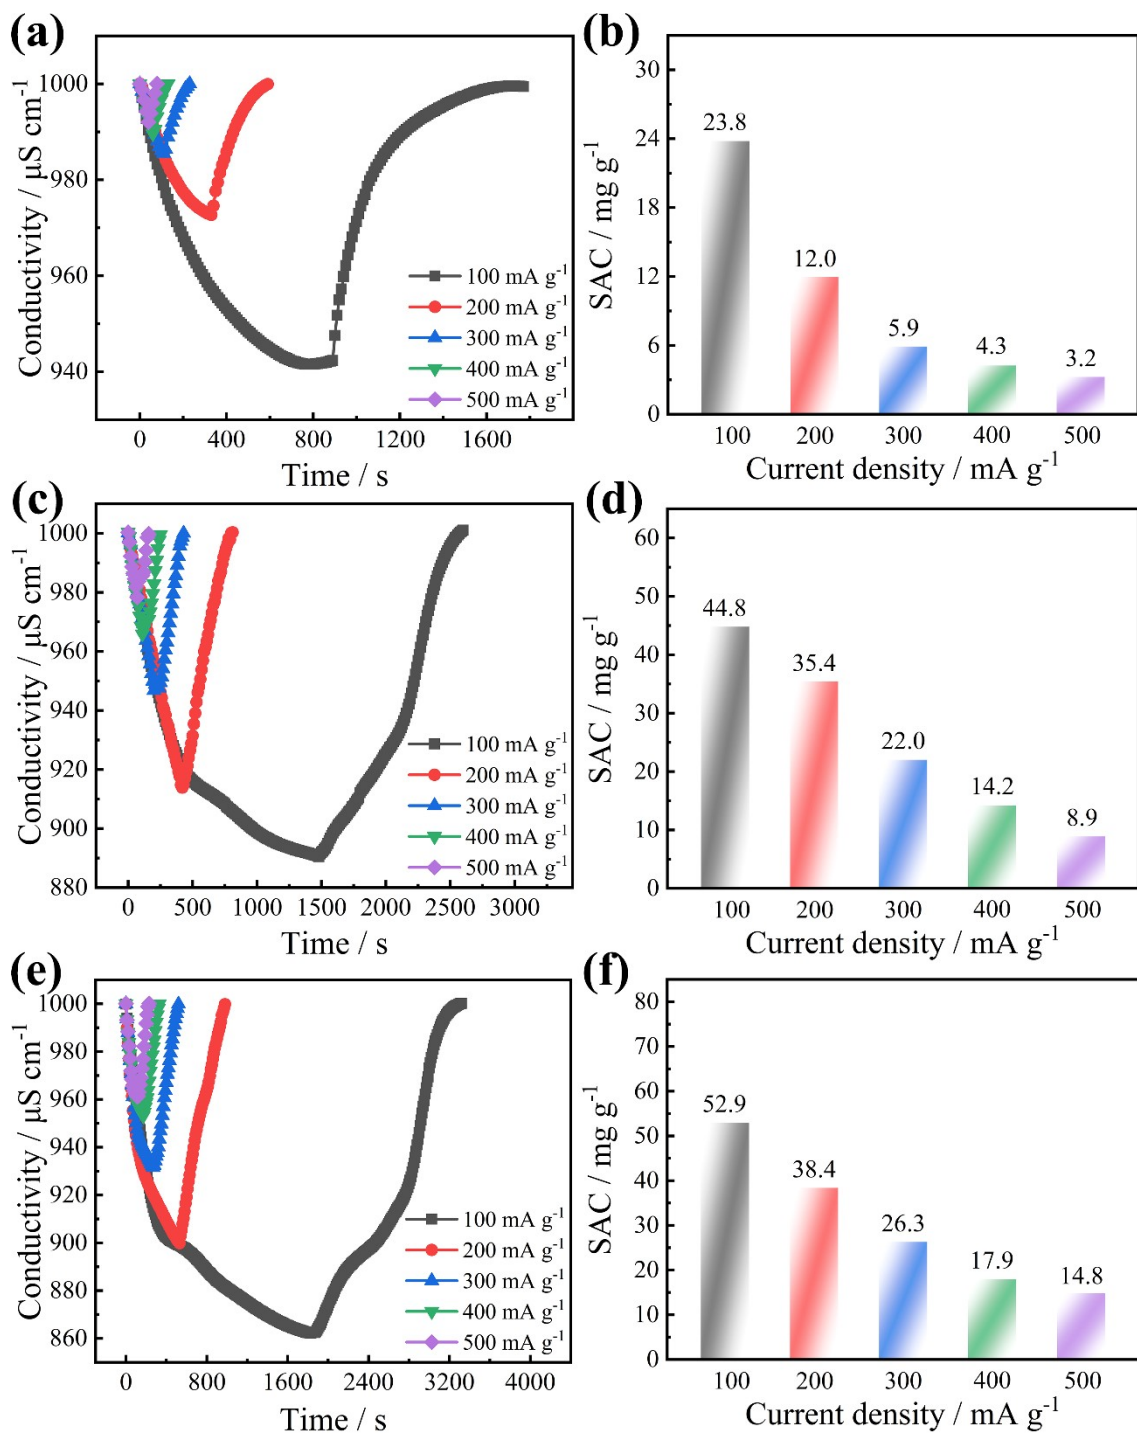 (a)
Conductivity / µS cm⁻¹
1000
980
960
940
0
400
800
1200
1600
Time / s
100 mA g⁻¹
200 mA g⁻¹
300 mA g⁻¹
400 mA g⁻¹
500 mA g⁻¹
(b)
SAC / mg g⁻¹
30
24
18
12
6
0
23.8
12.0
5.9
4.3
3.2
100
200
300
400
500
Current density / mA g⁻¹
(c)
Conductivity / µS cm⁻¹
1000
980
960
940
920
900
880
0
500
1000
1500
2000
2500
3000
Time / s
100 mA g⁻¹
200 mA g⁻¹
300 mA g⁻¹
400 mA g⁻¹
500 mA g⁻¹
(d)
SAC / mg g⁻¹
60
50
40
30
20
10
0
44.8
35.4
22.0
14.2
8.9
100
200
300
400
500
Current density / mA g⁻¹
(e)
Conductivity / µS cm⁻¹
1000
980
960
940
920
900
880
860
0
800
1600
2400
3200
4000
Time / s
100 mA g⁻¹
200 mA g⁻¹
300 mA g⁻¹
400 mA g⁻¹
500 mA g⁻¹
(f)
SAC / mg g⁻¹
80
70
60
50
40
30
20
10
0
52.9
38.4
26.3
17.9
14.8
100
200
300
400
500
Current density / mA g⁻¹